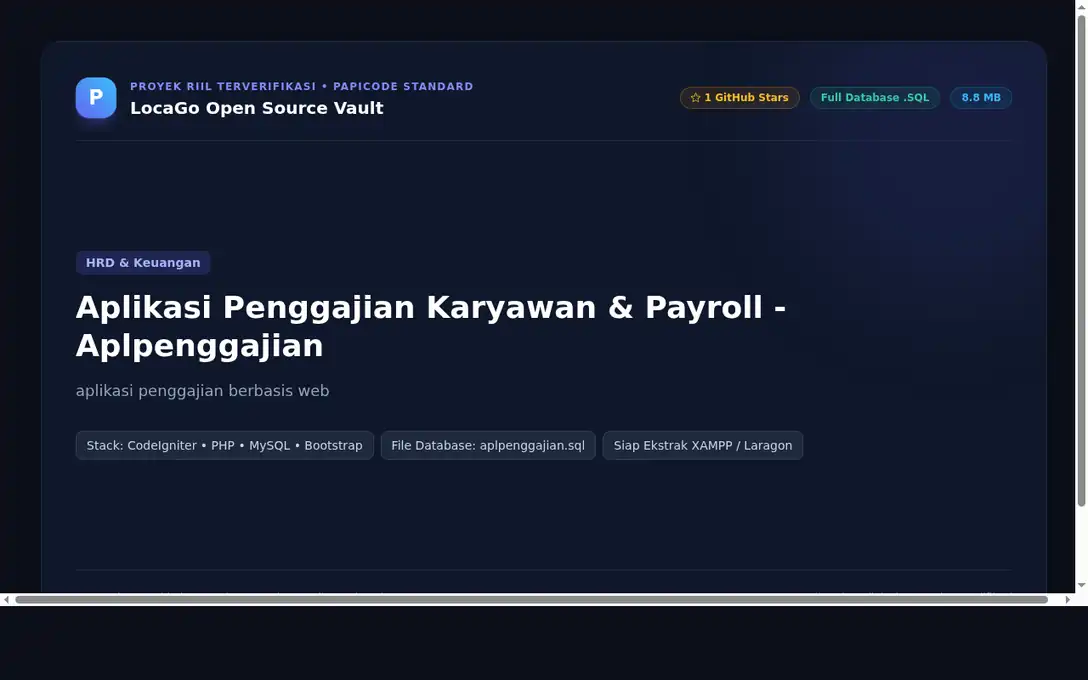 P
PROYEK RIIL TERVERIFIKASI • PAPICODE STANDARD
LocaGo Open Source Vault
☆ 1 GitHub Stars
Full Database .SQL
8.8 MB
HRD & Keuangan
Aplikasi Penggajian Karyawan & Payroll -
Aplpenggajian
aplikasi penggajian berbasis web
Stack: CodeIgniter • PHP • MySQL • Bootstrap
File Database: aplpenggajian.sql
Siap Ekstrak XAMPP / Laragon